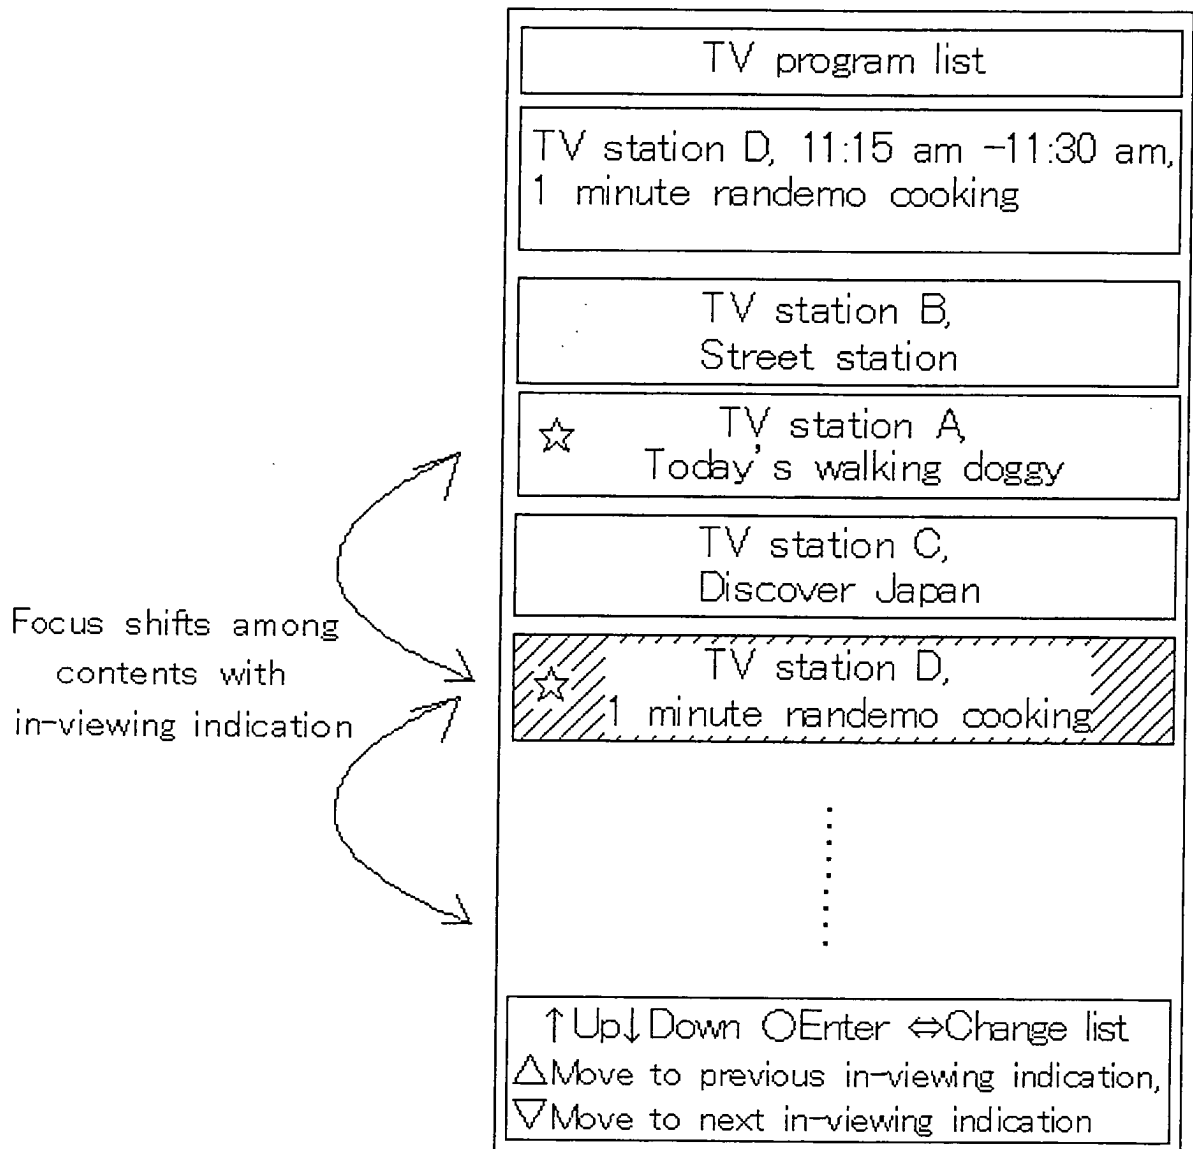 TV program list
TV station D, 11:15 am -11:30 am,
1 minute nandemo cooking
TV station B,
Street station
☆ TV station A,
Today's walking doggy
TV station C,
Discover Japan
Focus shifts among
contents with
in-viewing indication
☆ TV station D,
1 minute nandemo cooking
↑Up↓Down ○Enter ⇔Change list
△Move to previous in-viewing indication,
▽Move to next in-viewing indication